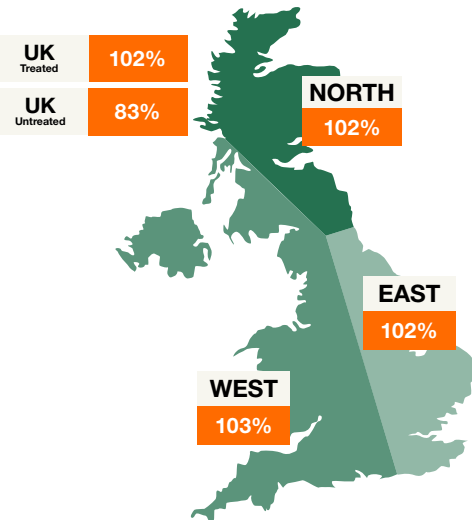 UK
Treated
102%
UK
Untreated
83%
NORTH
102%
EAST
102%
WEST
103%